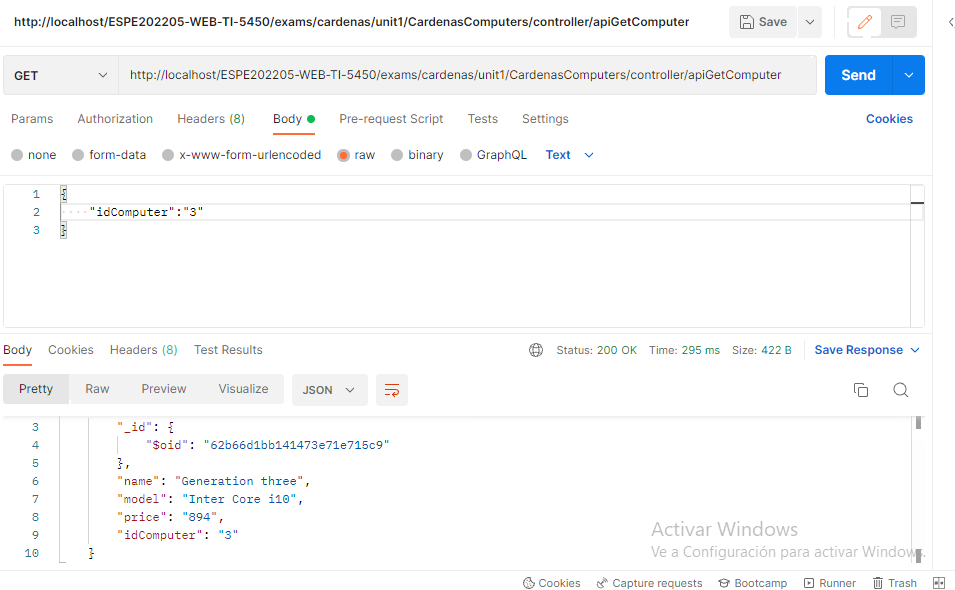 http://localhost/ESPE202205-WEB-TI-5450/exams/cardenas/unit1/CardenasComputers/controller/apiGetComputer Save
GET http://localhost/ESPE202205-WEB-TI-5450/exams/cardenas/unit1/CardenasComputers/controller/apiGetComputer Send
Params Authorization Headers (8) Body Pre-request Script Tests Settings Cookies
none form-data x-www-form-urlencoded raw binary GraphQL Text
1 {
2 "idComputer":"3"
3 }
Body Cookies Headers (8) Test Results Status: 200 OK Time: 295 ms Size: 422 B Save Response
Pretty Raw Preview Visualize JSON
3 "_id": {
4 "$oid": "62b66d1bb141473e71e715c9"
5 },
6 "name": "Generation three",
7 "model": "Inter Core i10",
8 "price": "894",
9 "idComputer": "3"
10 }
Activar Windows
Ve a Configuración para activar Windows.
Cookies Capture requests Bootcamp Runner Trash